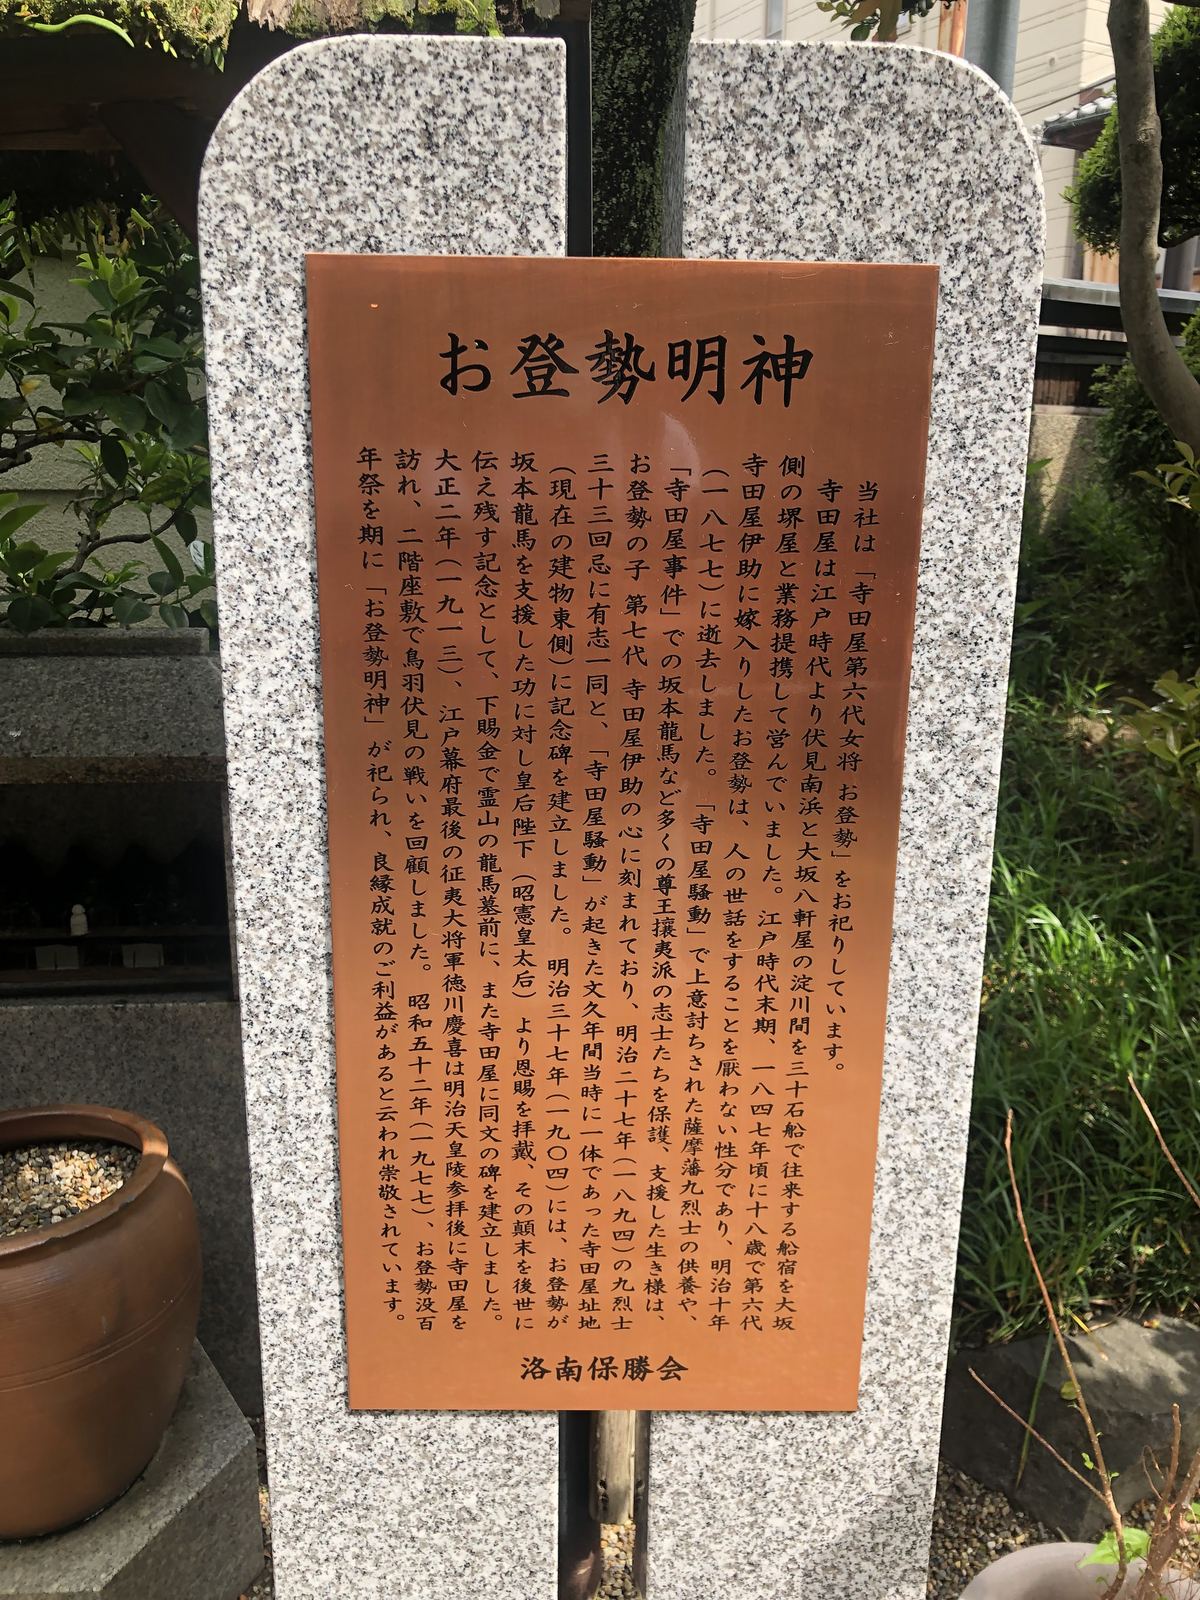 お登勢明神
当社は「寺田屋第六代女将 お登勢」をお祀りしています。
寺田屋は江戸時代より伏見南浜と大坂八軒屋の淀川間を三十石船で往来する船宿を大坂
側の堺屋と業務提携して営んでいました。江戸時代末期、一八四七年頃に十八歳で第六代
寺田屋伊助に嫁入りしたお登勢は、人の世話をすることを厭わない性分であり、明治十年
(一八七七)に逝去しました。「寺田屋騒動」で上意討ちされた薩摩藩九烈士の供養や、
「寺田屋事件」での坂本龍馬など多くの尊王攘夷派の志士たちを保護、支援した生き様は、
お登勢の子 第七代 寺田屋伊助の心に刻まれており、明治二十七年(一八九四)の九烈士
三十三回忌に有志一同と、「寺田屋騒動」が起きた文久年間当時に一体であった寺田屋址地
(現在の建物東側)に記念碑を建立しました。明治三十七年(一九〇四)には、お登勢が
坂本龍馬を支援した功に対し皇后陛下(昭憲皇太后)より恩賜を拝戴、その顛末を後世に
伝え残す記念として、下賜金で霊山の龍馬墓前に、また寺田屋に同文の碑を建立しました。
大正二年(一九一三)、江戸幕府最後の征夷大将軍徳川慶喜は明治天皇陵参拝後に寺田屋を
訪れ、二階座敷で鳥羽伏見の戦いを回顧しました。昭和五十二年(一九七七)、お登勢没百
年祭を期に「お登勢明神」が祀られ、良縁成就のご利益があると云われ崇敬されています。
洛南保勝会